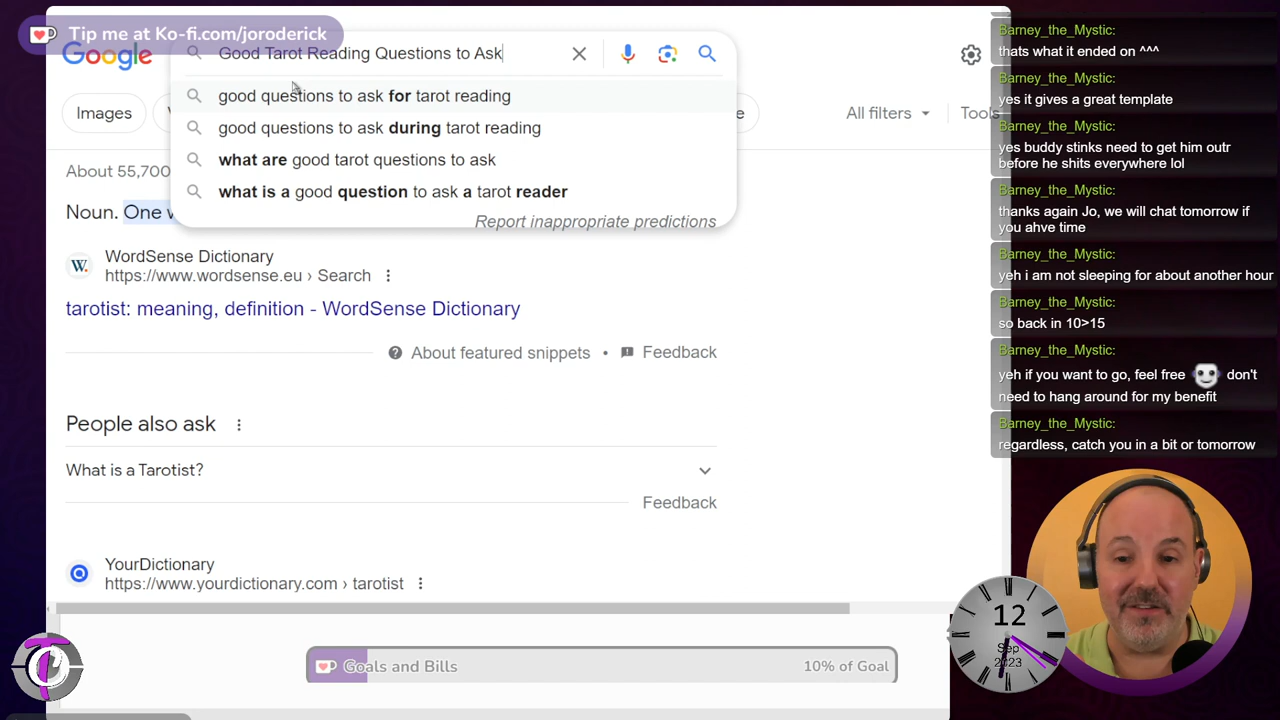 Tip me at Ko-fi.com/joroderick
Google
Good Tarot Reading Questions to Ask
good questions to ask for tarot reading
good questions to ask during tarot reading
what are good tarot questions to ask
what is a good question to ask a tarot reader
Report inappropriate predictions
Images
All filters
Tools
About 55,700
Noun. One
WordSense Dictionary
https://www.wordsense.eu › Search
tarotist: meaning, definition - WordSense Dictionary
About featured snippets • Feedback
People also ask
What is a Tarotist?
Feedback
YourDictionary
https://www.yourdictionary.com › tarotist
Goals and Bills
10% of Goal
Barney_the_Mystic:
thats what it ended on ^^^
Barney_the_Mystic:
yes it gives a great template
Barney_the_Mystic:
yes buddy stinks need to get him outr
before he shits everywhere lol
Barney_the_Mystic:
thanks again Jo, we will chat tomorrow if
you ahve time
Barney_the_Mystic:
yeh i am not sleeping for about another hour
Barney_the_Mystic:
so back in 10>15
Barney_the_Mystic:
yeh if you want to go, feel free don't
need to hang around for my benefit
Barney_the_Mystic:
regardless, catch you in a bit or tomorrow
12
Sep
2023